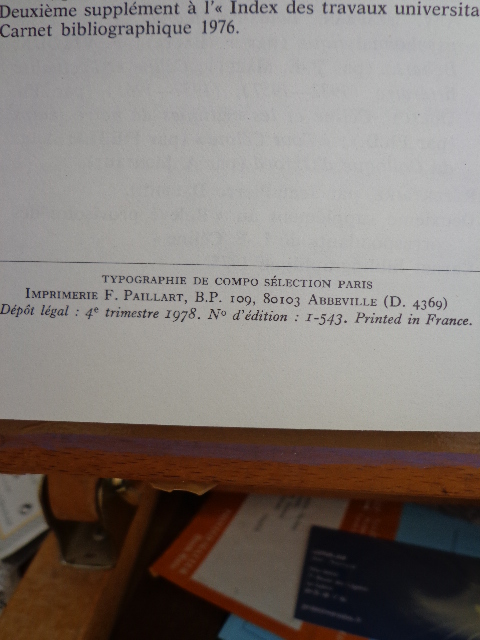 Deuxième supplément à l'« Index des travaux universita
Carnet bibliographique 1976.
TYPOGRAPHIE DE COMPO SÉLECTION PARIS
IMPRIMERIE F. PAILLART, B.P. 109, 80103 ABBEVILLE (D. 4369)
Dépôt légal : 4e trimestre 1978. No d'édition : 1-543. Printed in France.